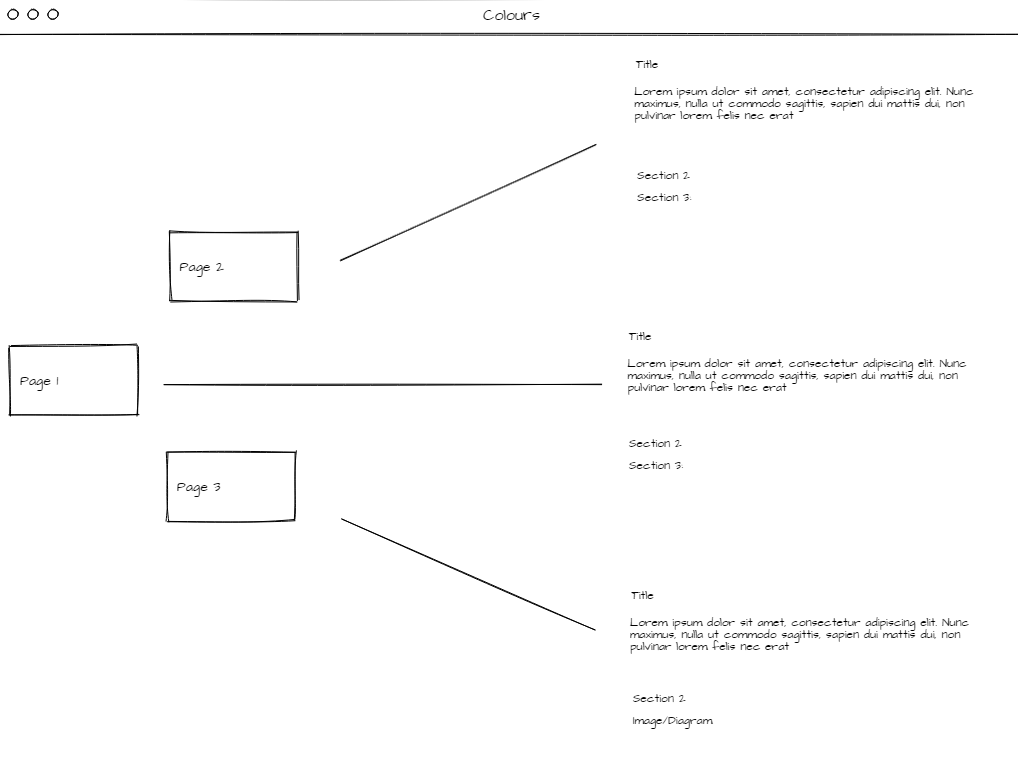 Colours
Title
Lorem ipsum dolor sit amet, consectetur adipiscing elit. Nunc
maximus, nulla ut commodo sagittis, sapien dui mattis dui, non
pulvinar lorem felis nec erat
Section 2
Section 3:
Page 2
Title
Lorem ipsum dolor sit amet, consectetur adipiscing elit. Nunc
maximus, nulla ut commodo sagittis, sapien dui mattis dui, non
pulvinar lorem felis nec erat
Page 1
Section 2
Section 3:
Page 3
Title
Lorem ipsum dolor sit amet, consectetur adipiscing elit. Nunc
maximus, nulla ut commodo sagittis, sapien dui mattis dui, non
pulvinar lorem felis nec erat
Section 2
Image/Diagram